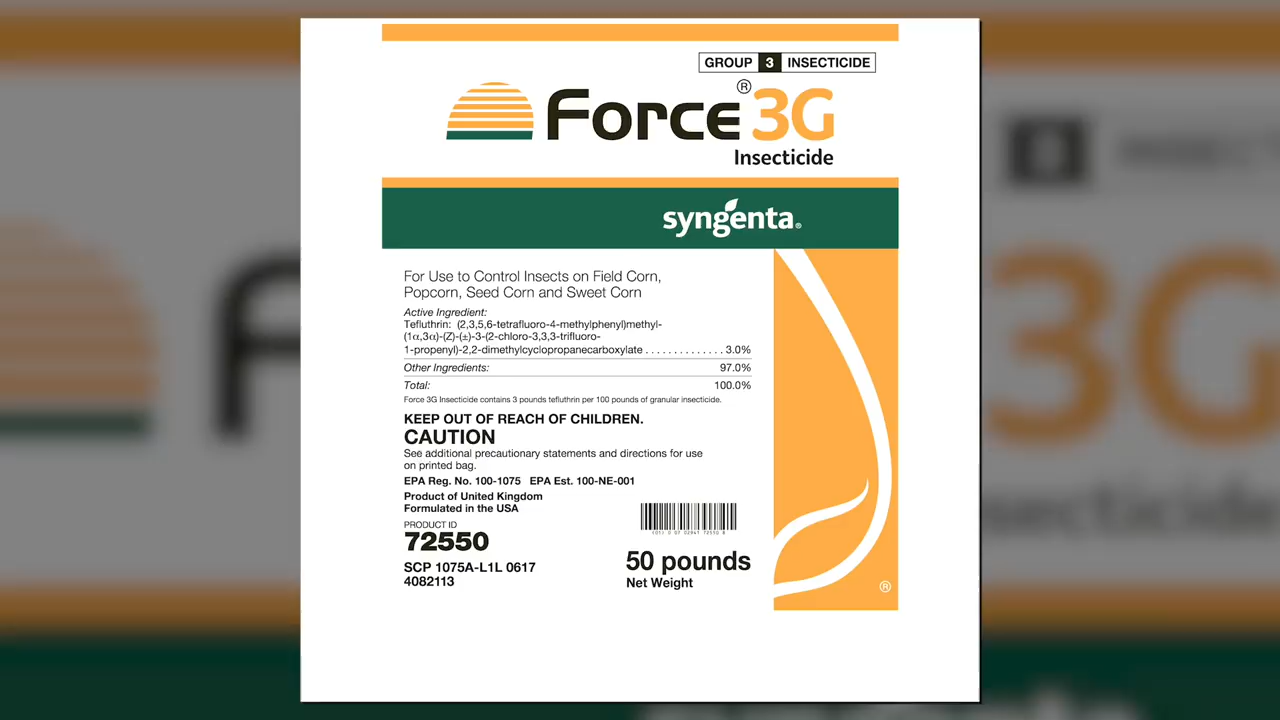 GROUP 3 INSECTICIDE
Force® 3G
Insecticide
syngenta®
For Use to Control Insects on Field Corn,
Popcorn, Seed Corn and Sweet Corn
Active Ingredient:
Tefluthrin: (2,3,5,6-tetrafluoro-4-methylphenyl)methyl-
(1α,3α)-(Z)-(±)-3-(2-chloro-3,3,3-trifluoro-
1-propenyl)-2,2-dimethylcyclopropanecarboxylate . . . . . . . . . . . . . . 3.0%
Other Ingredients: 97.0%
Total: 100.0%
Force 3G Insecticide contains 3 pounds tefluthrin per 100 pounds of granular insecticide.
KEEP OUT OF REACH OF CHILDREN.
CAUTION
See additional precautionary statements and directions for use
on printed bag.
EPA Reg. No. 100-1075 EPA Est. 100-NE-001
Product of United Kingdom
Formulated in the USA
PRODUCT ID
72550
SCP 1075A-L1L 0617
4082113
50 pounds
Net Weight
®